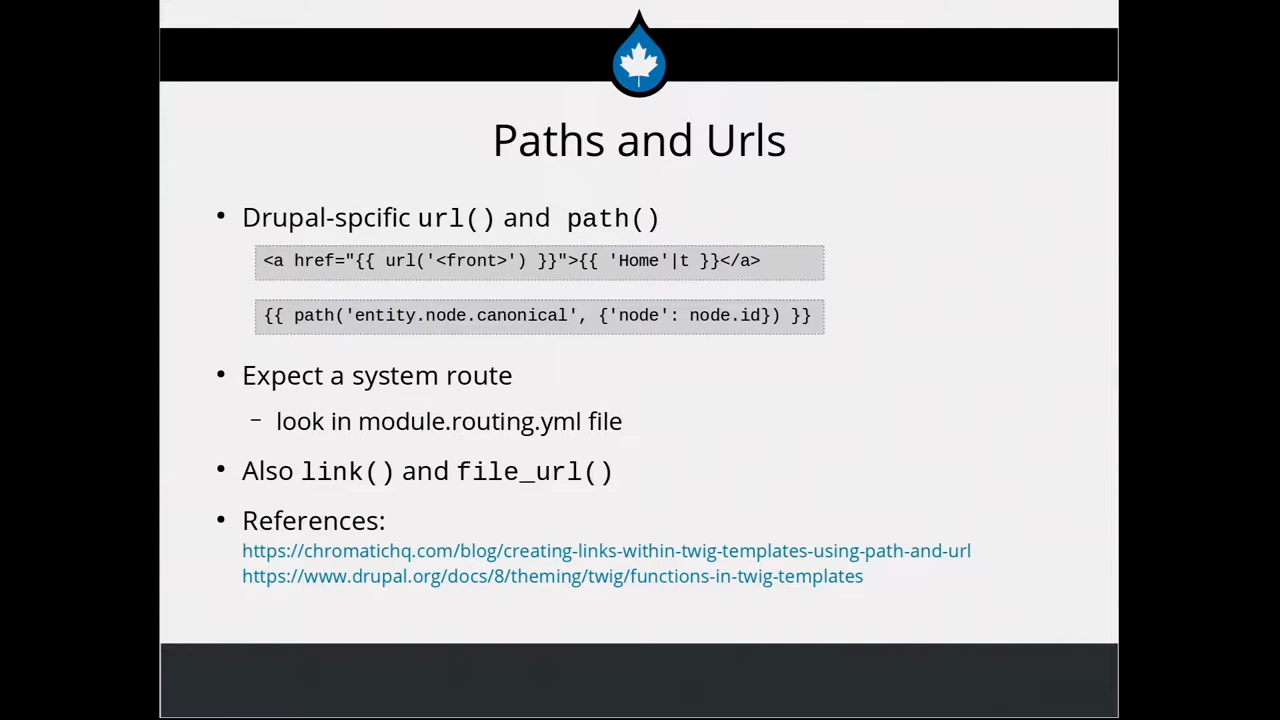 Paths and Urls
• Drupal-spcific url() and path()
<a href="{{ url('<front>') }}">{{ 'Home'|t }}</a>
{{ path('entity.node.canonical', {'node': node.id}) }}
• Expect a system route
– look in module.routing.yml file
• Also link() and file_url()
• References:
https://chromatichq.com/blog/creating-links-within-twig-templates-using-path-and-url
https://www.drupal.org/docs/8/theming/twig/functions-in-twig-templates